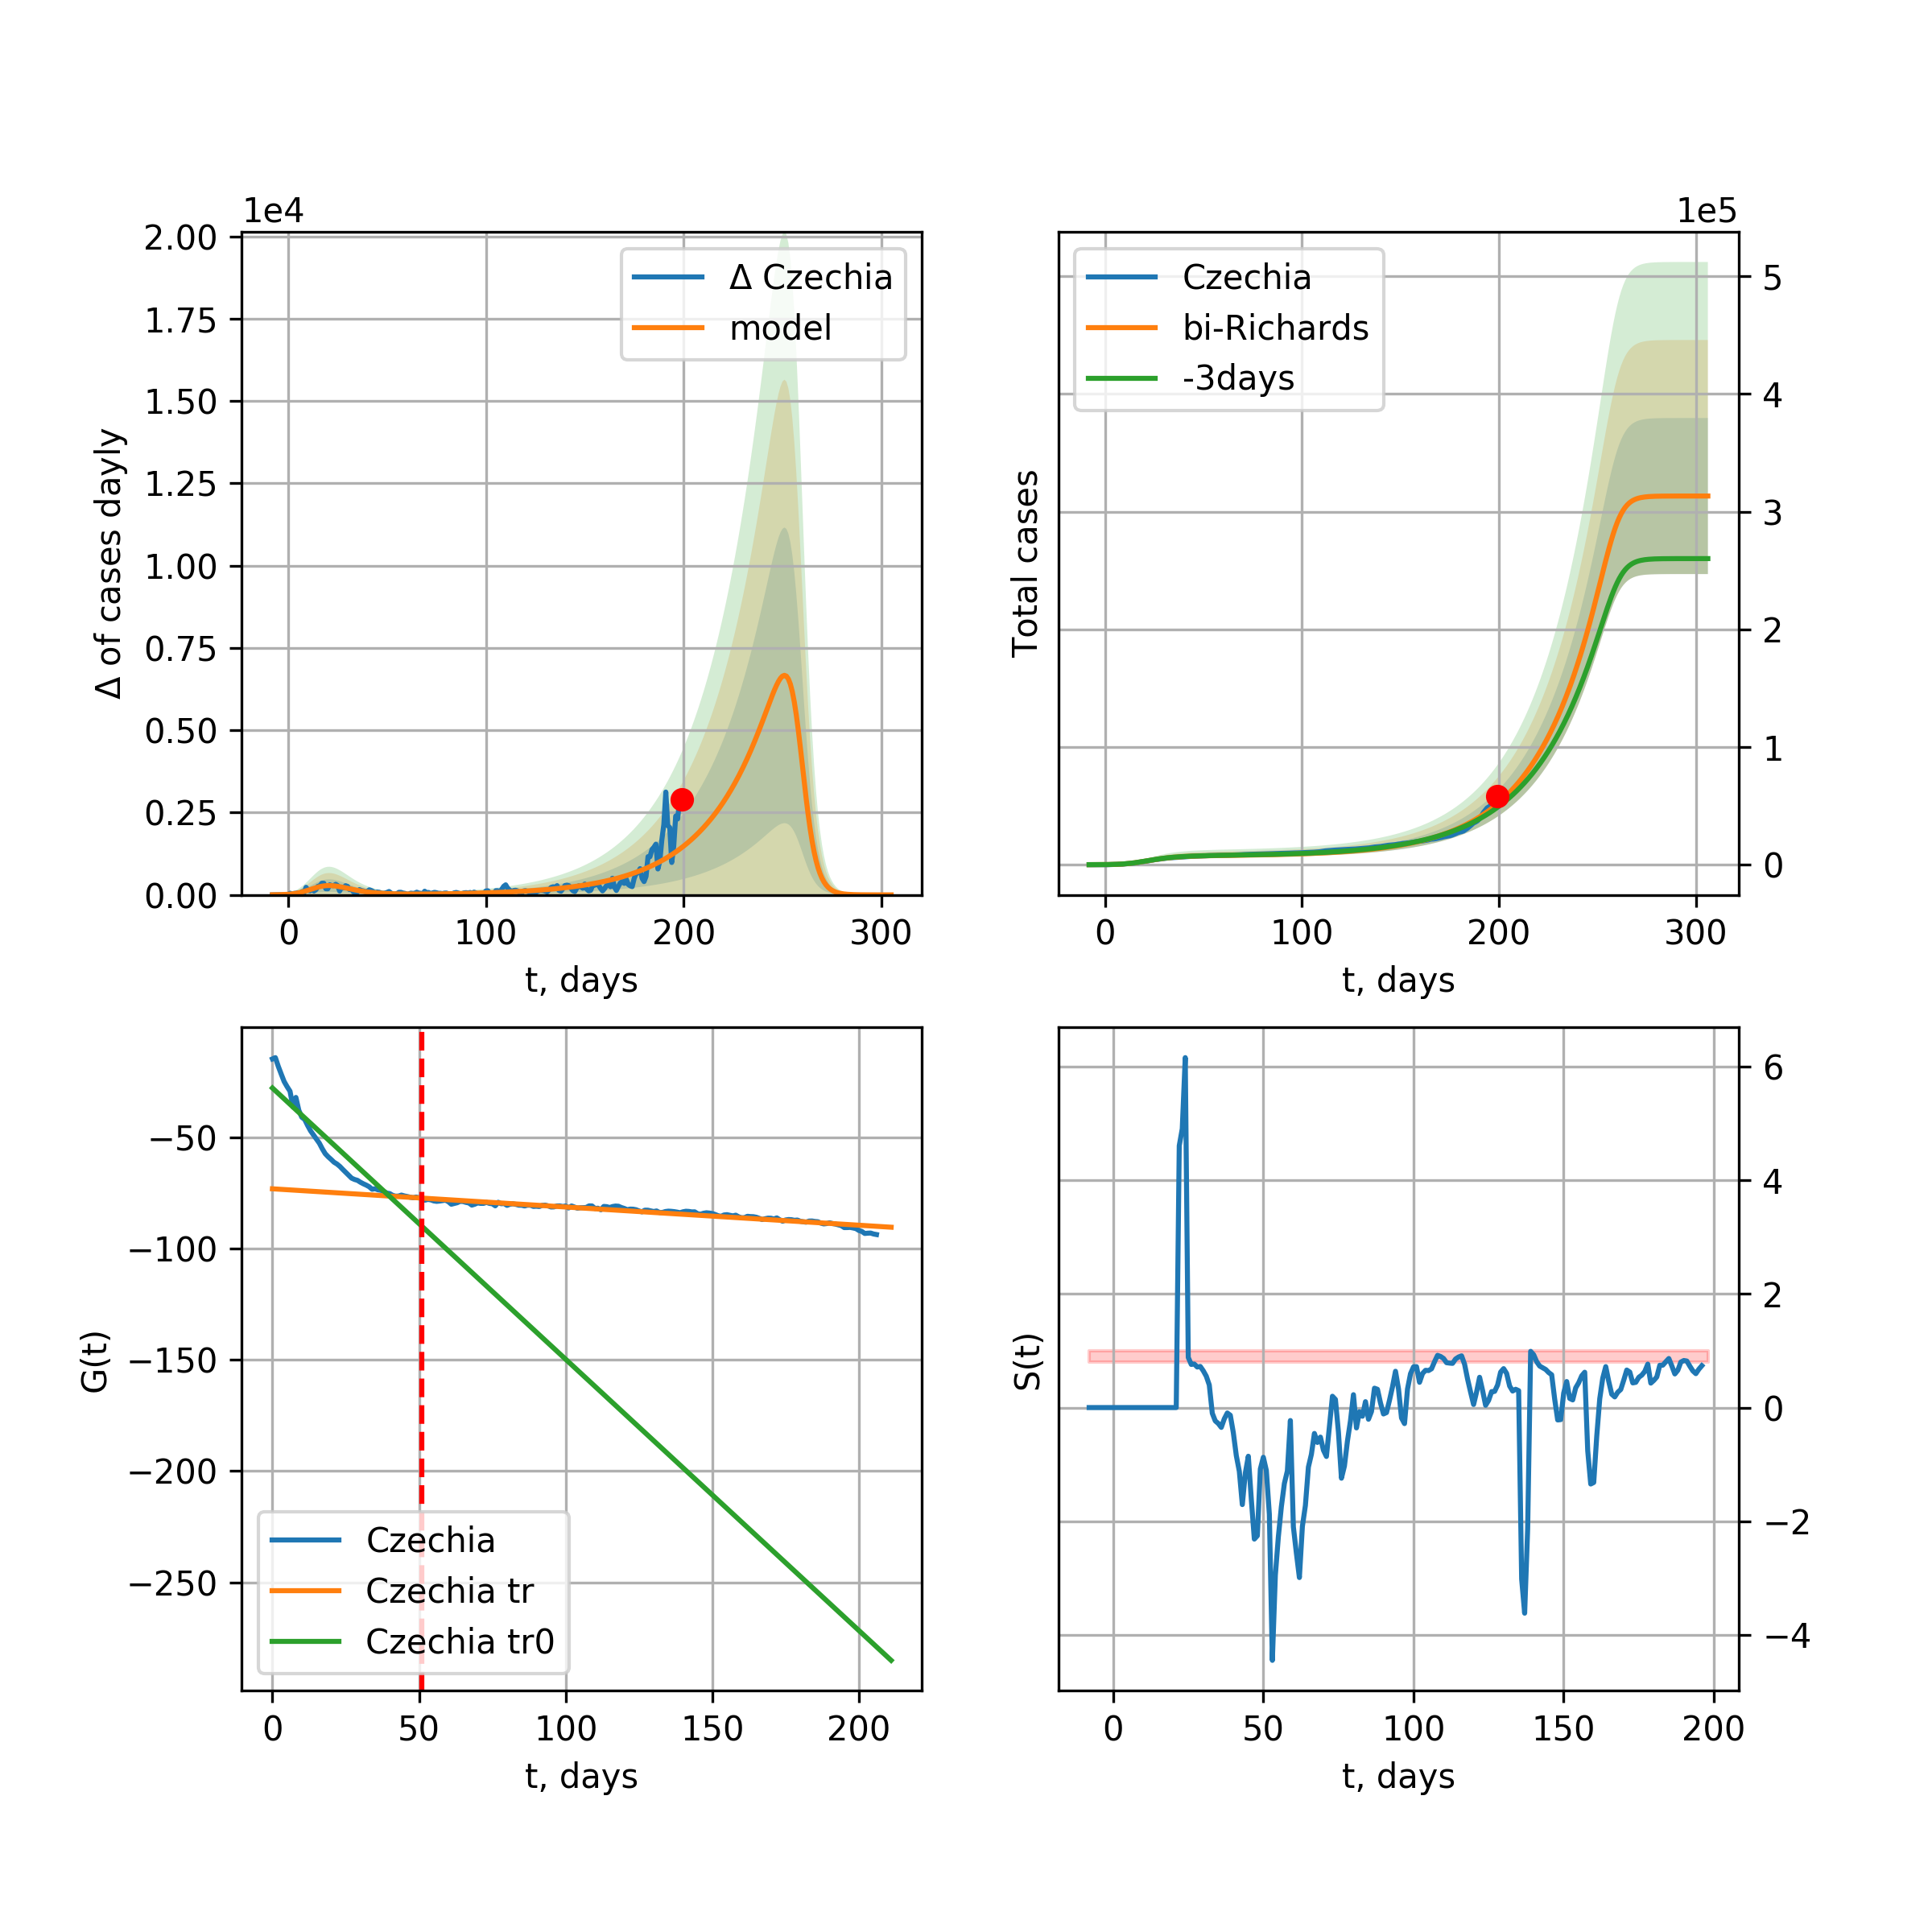 1e4
2.00
1.75
1.50
1.25
1.00
0.75
0.50
0.25
0.00
Δ of cases dayly
Δ Czechia
model
0 100 200 300
t, days
1e5
Czechia
bi-Richards
-3days
Total cases
5
4
3
2
1
0
0 100 200 300
t, days
−50
−100
−150
−200
−250
G(t)
Czechia
Czechia tr
Czechia tr0
0 50 100 150 200
t, days
S(t)
6
4
2
0
−2
−4
0 50 100 150 200
t, days